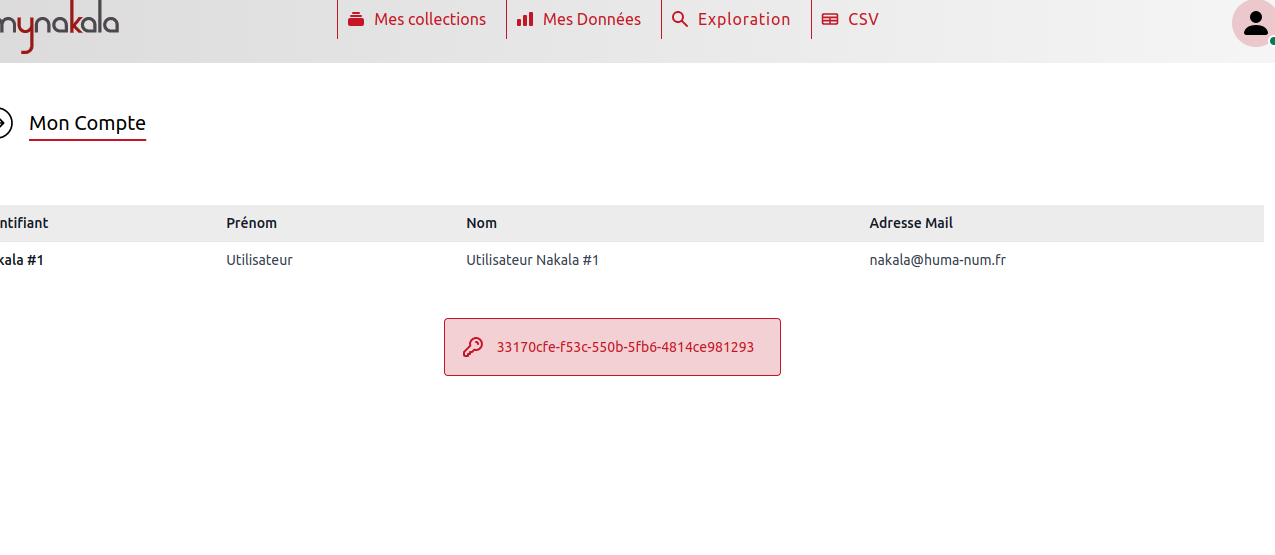 mynakala
Mes collections
Mes Données
Exploration
CSV
Mon Compte
ntifiant Prénom Nom Adresse Mail
kala #1 Utilisateur Utilisateur Nakala #1 nakala@huma-num.fr
33170cfe-f53c-550b-5fb6-4814ce981293